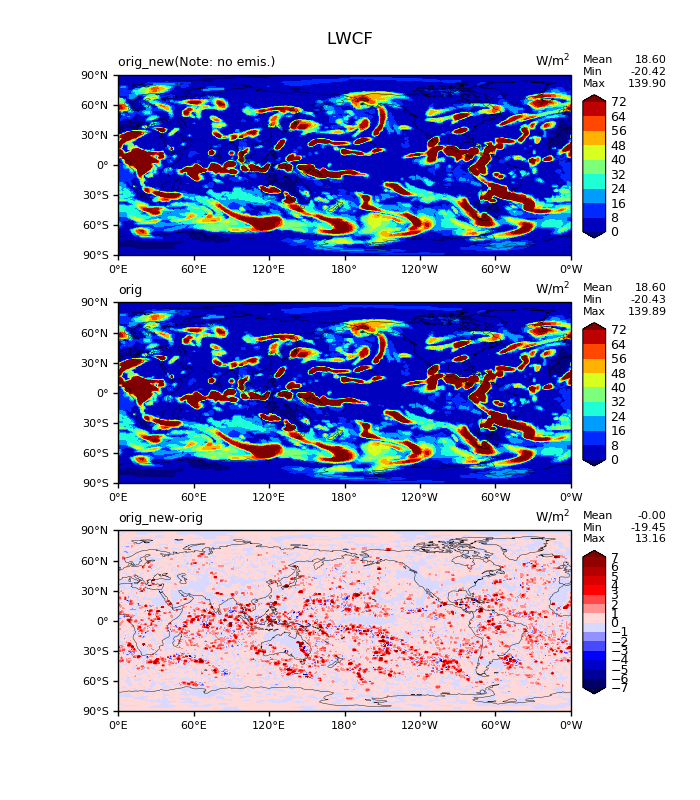 LWCF
orig_new(Note: no emis.) W/m²
Mean 18.60
Min -20.42
Max 139.90
90°N
60°N
30°N
0°
30°S
60°S
90°S
0°E 60°E 120°E 180° 120°W 60°W 0°W
72
64
56
48
40
32
24
16
8
0
orig W/m²
Mean 18.60
Min -20.43
Max 139.89
90°N
60°N
30°N
0°
30°S
60°S
90°S
0°E 60°E 120°E 180° 120°W 60°W 0°W
72
64
56
48
40
32
24
16
8
0
orig_new-orig W/m²
Mean -0.00
Min -19.45
Max 13.16
90°N
60°N
30°N
0°
30°S
60°S
90°S
0°E 60°E 120°E 180° 120°W 60°W 0°W
7
6
5
4
3
2
1
0
−1
−2
−3
−4
−5
−6
−7